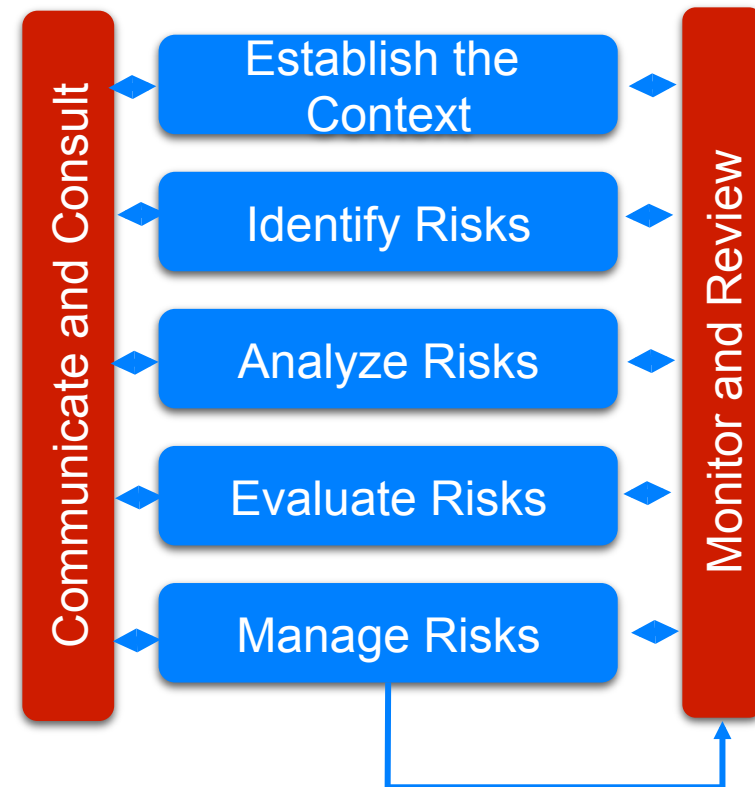 Communicate and Consult
Establish the
Context
Identify Risks
Analyze Risks
Evaluate Risks
Manage Risks
Monitor and Review